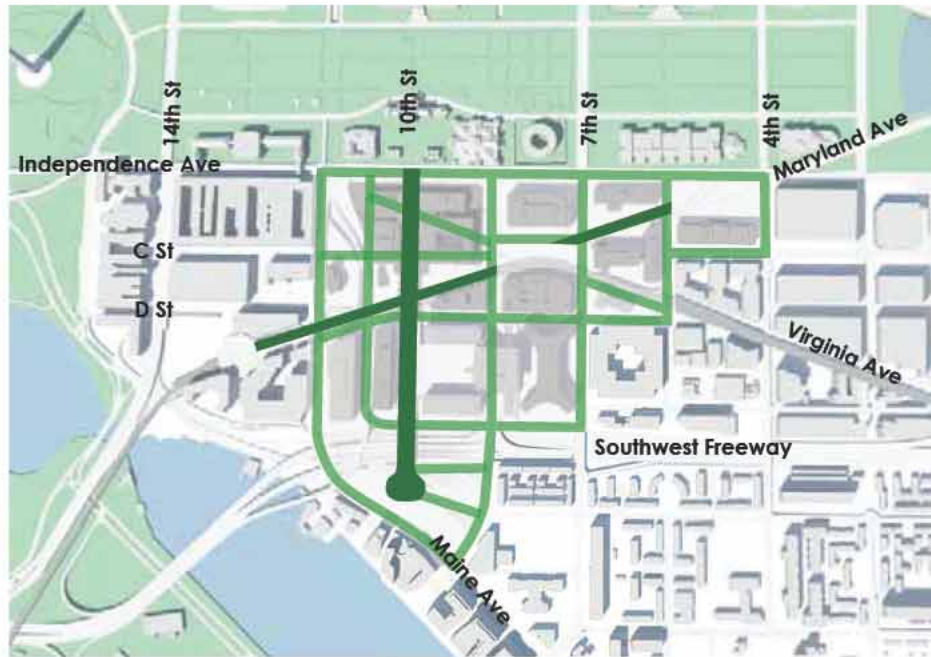 14th St
10th St
7th St
4th St
Maryland Ave
Independence Ave
C St
D St
Virginia Ave
Southwest Freeway
Maine Ave